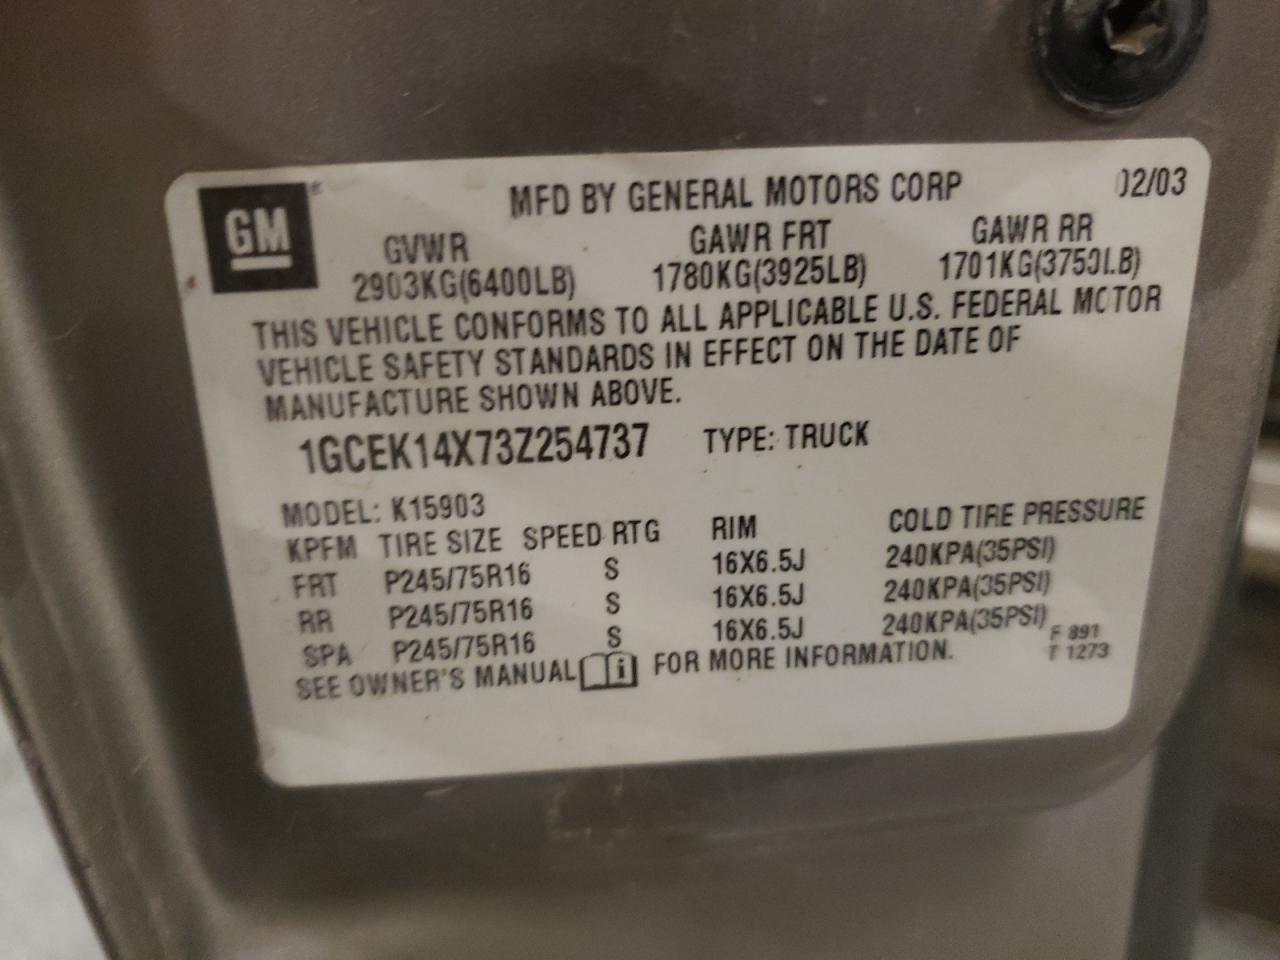 GM® MFD BY GENERAL MOTORS CORP 02/03
GVWR GAWR FRT GAWR RR
2903KG(6400LB) 1780KG(3925LB) 1701KG(3750LB)
THIS VEHICLE CONFORMS TO ALL APPLICABLE U.S. FEDERAL MOTOR
VEHICLE SAFETY STANDARDS IN EFFECT ON THE DATE OF
MANUFACTURE SHOWN ABOVE.
1GCEK14X73Z254737 TYPE: TRUCK
MODEL: K15903
KPFM TIRE SIZE SPEED RTG RIM COLD TIRE PRESSURE
FRT P245/75R16 S 16X6.5J 240KPA(35PSI)
RR P245/75R16 S 16X6.5J 240KPA(35PSI)
SPA P245/75R16 S 16X6.5J 240KPA(35PSI)
SEE OWNER'S MANUAL i FOR MORE INFORMATION.
F 891
T 1273